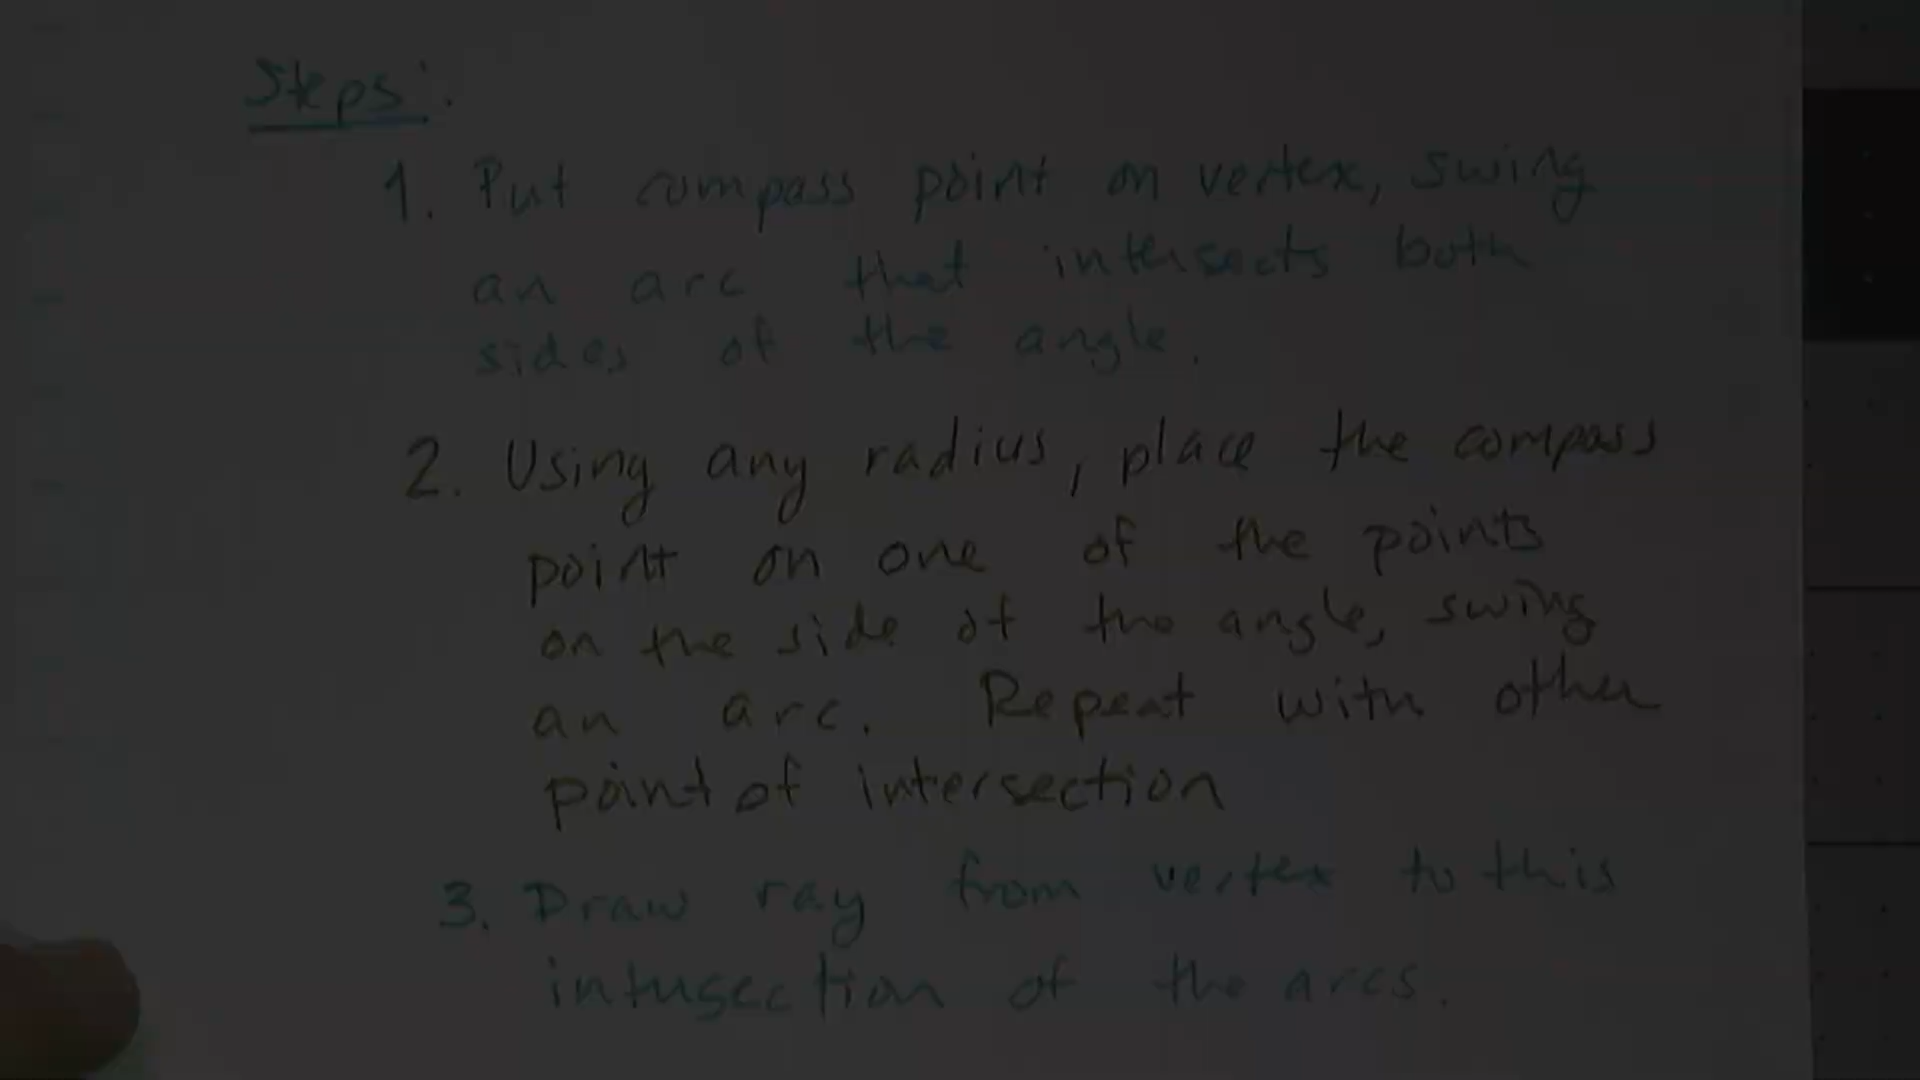 Steps:
1. Put compass point on vertex, swing
an arc that intersects both
sides of the angle.
2. Using any radius, place the compass
point on one of the points
on the side of the angle, swing
an arc. Repeat with other
point of intersection
3. Draw ray from vertex to this
intersection of the arcs.